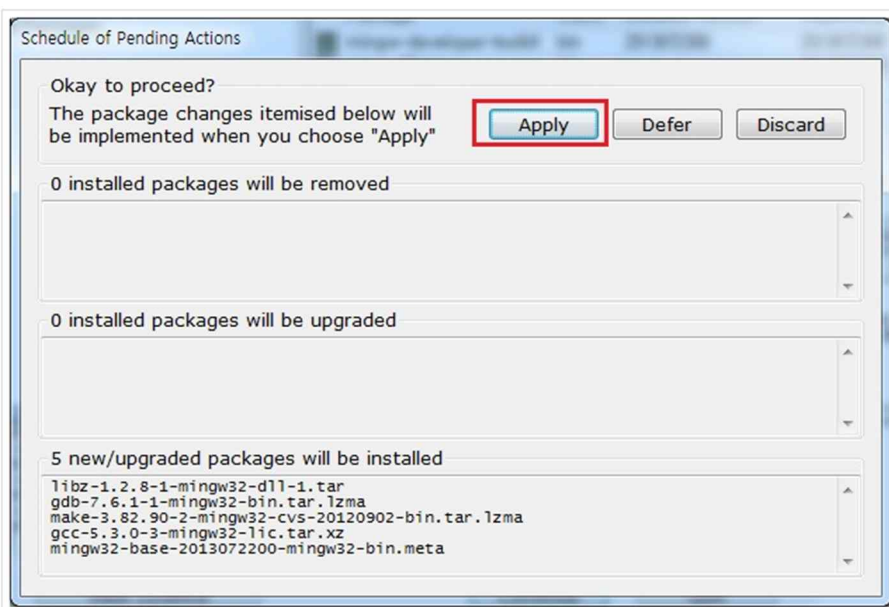 Schedule of Pending Actions
Okay to proceed?
The package changes itemised below will
be implemented when you choose "Apply"
Apply
Defer
Discard
0 installed packages will be removed
0 installed packages will be upgraded
5 new/upgraded packages will be installed
libz-1.2.8-1-mingw32-dll-1.tar
gdb-7.6.1-1-mingw32-bin.tar.lzma
make-3.82.90-2-mingw32-cvs-20120902-bin.tar.lzma
gcc-5.3.0-3-mingw32-lic.tar.xz
mingw32-base-2013072200-mingw32-bin.meta